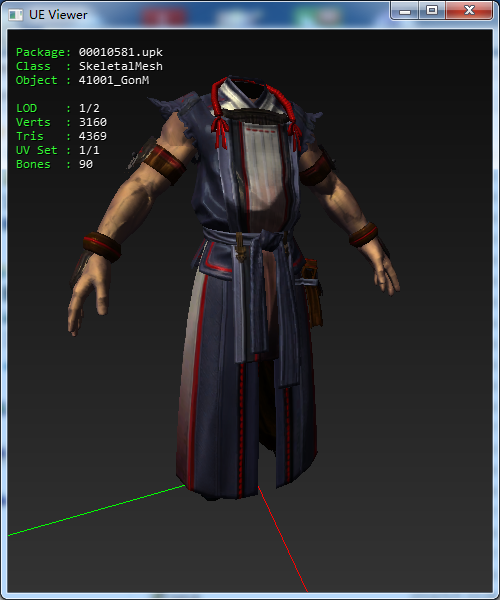 UE Viewer
Package: 00010581.upk
Class : SkeletalMesh
Object : 41001_GonM
LOD : 1/2
Verts : 3160
Tris : 4369
UV Set : 1/1
Bones : 90